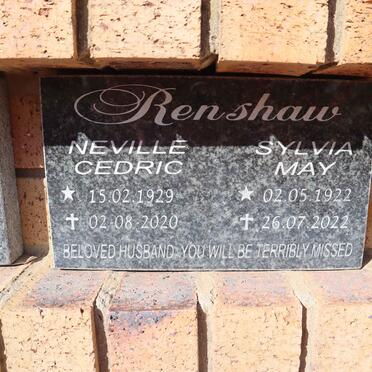 Renshaw
NEVILLE SYLVIA
CEDRIC MAY
15.02.1929 02.05.1922
02-08-2020 26.07.2022
BELOVED HUSBAND YOU WILL BE TERRIBLY MISSED